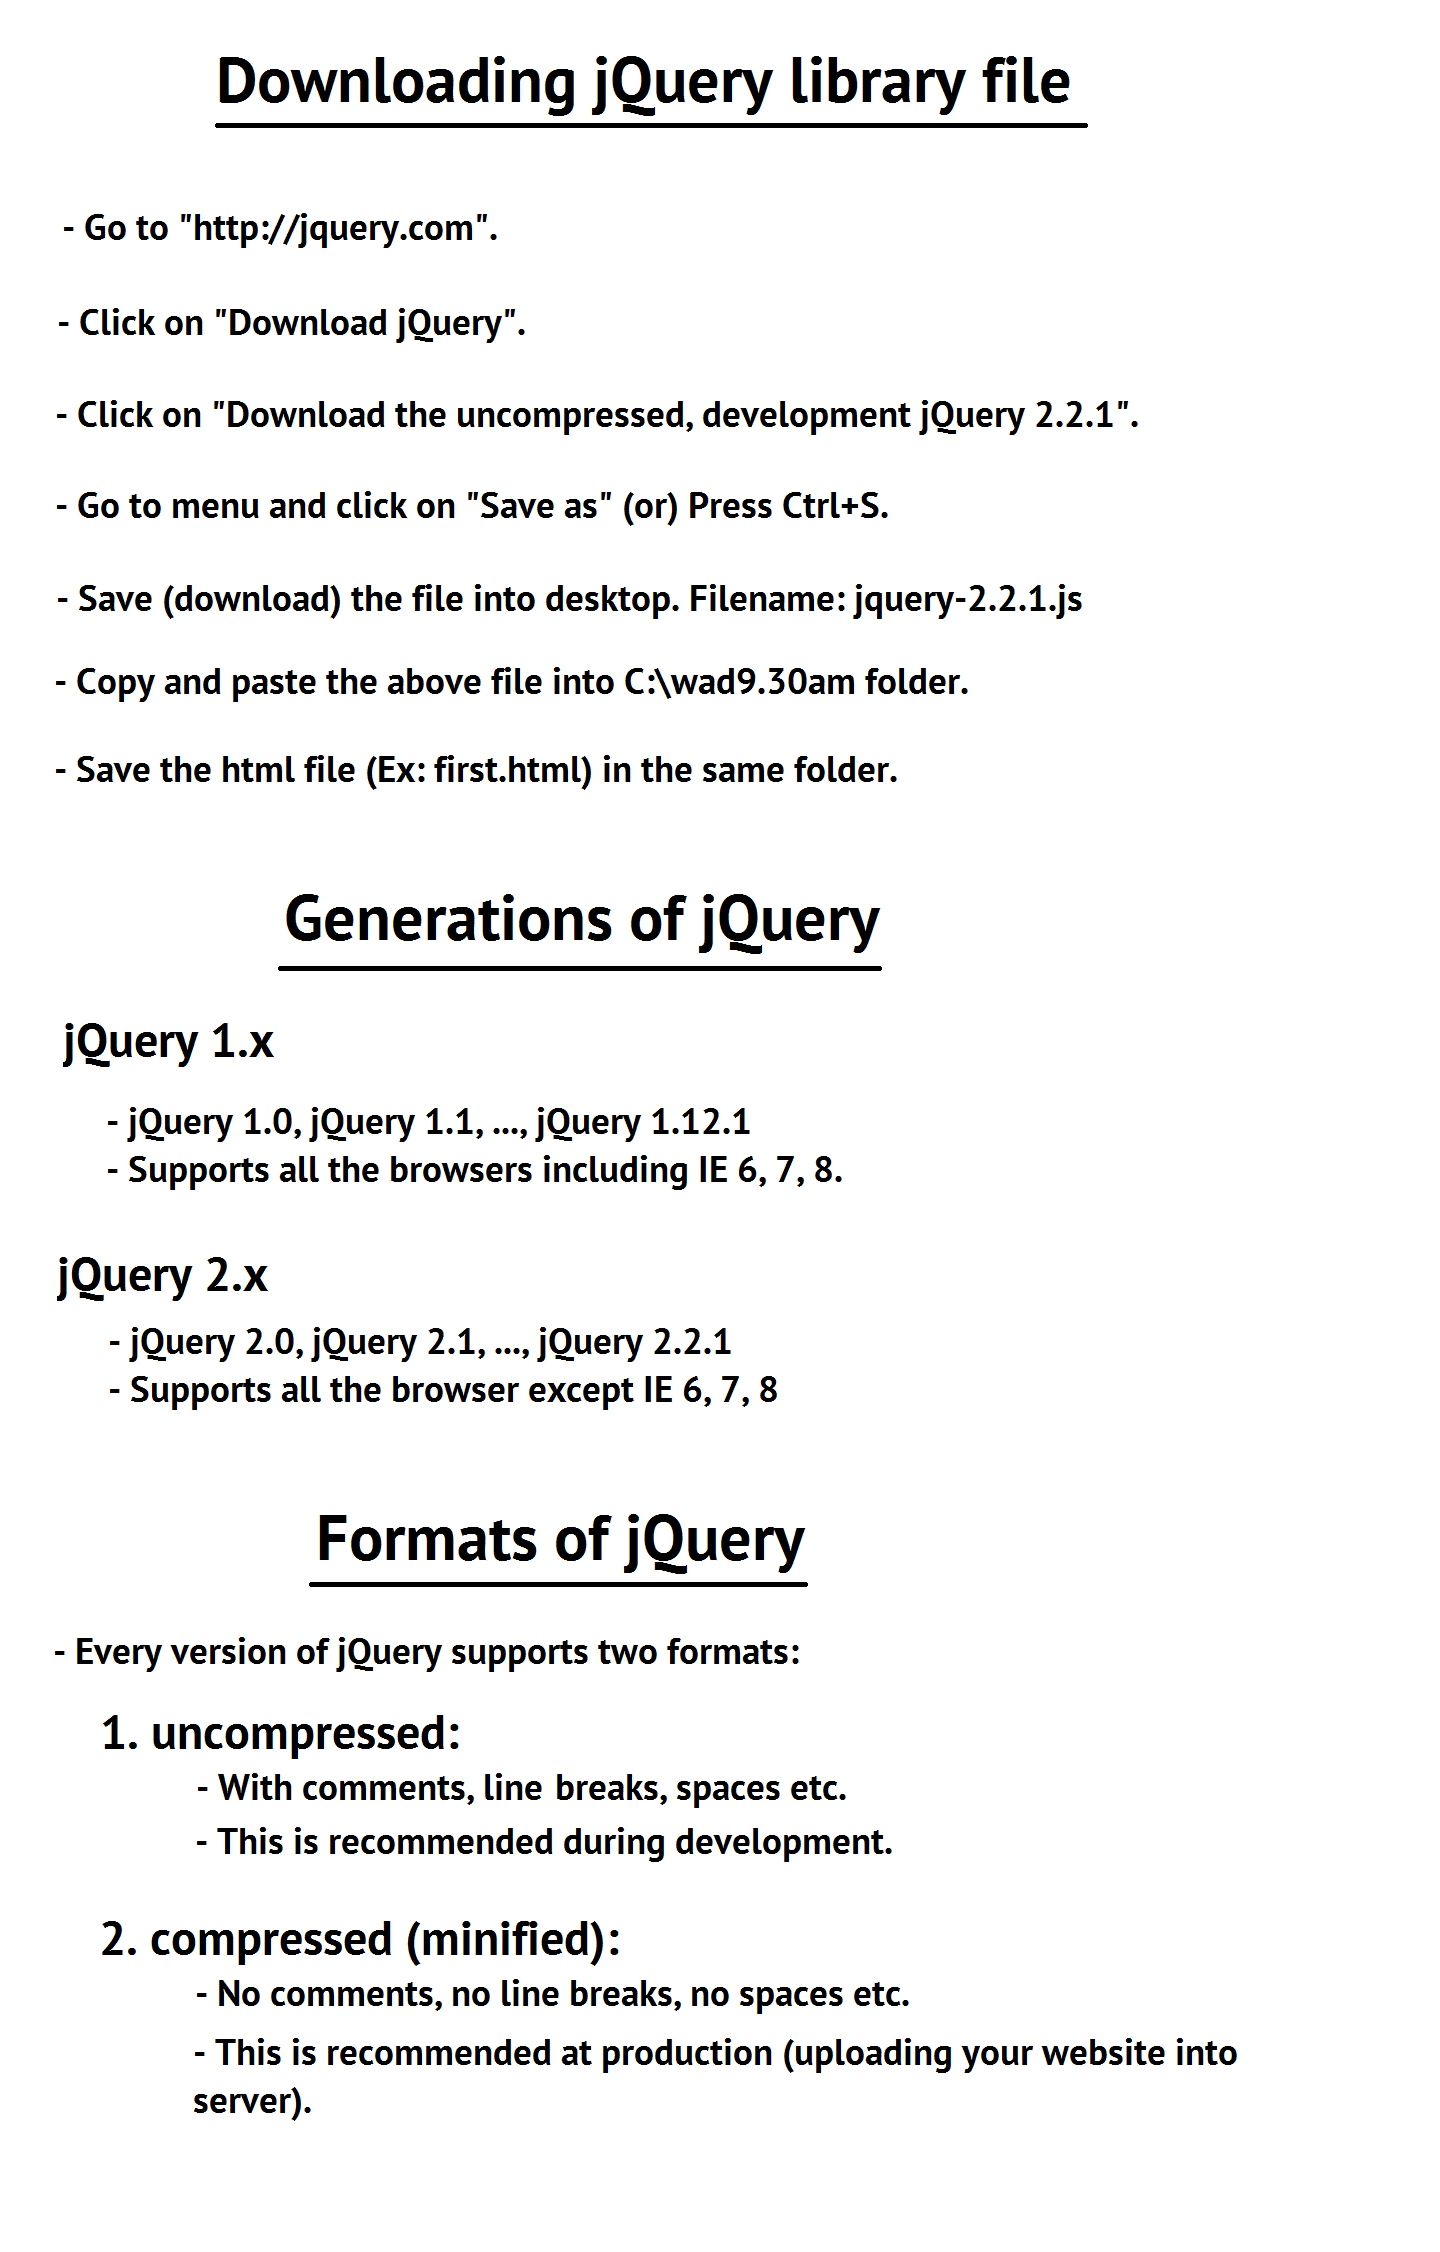 Downloading jQuery library file
- Go to "http://jquery.com".
- Click on "Download jQuery".
- Click on "Download the uncompressed, development jQuery 2.2.1".
- Go to menu and click on "Save as" (or) Press Ctrl+S.
- Save (download) the file into desktop. Filename: jquery-2.2.1.js
- Copy and paste the above file into C:\wad9.30am folder.
- Save the html file (Ex: first.html) in the same folder.
Generations of jQuery
jQuery 1.x
- jQuery 1.0, jQuery 1.1, ..., jQuery 1.12.1
- Supports all the browsers including IE 6, 7, 8.
jQuery 2.x
- jQuery 2.0, jQuery 2.1, ..., jQuery 2.2.1
- Supports all the browser except IE 6, 7, 8
Formats of jQuery
- Every version of jQuery supports two formats:
1. uncompressed:
- With comments, line breaks, spaces etc.
- This is recommended during development.
2. compressed (minified):
- No comments, no line breaks, no spaces etc.
- This is recommended at production (uploading your website into
server).